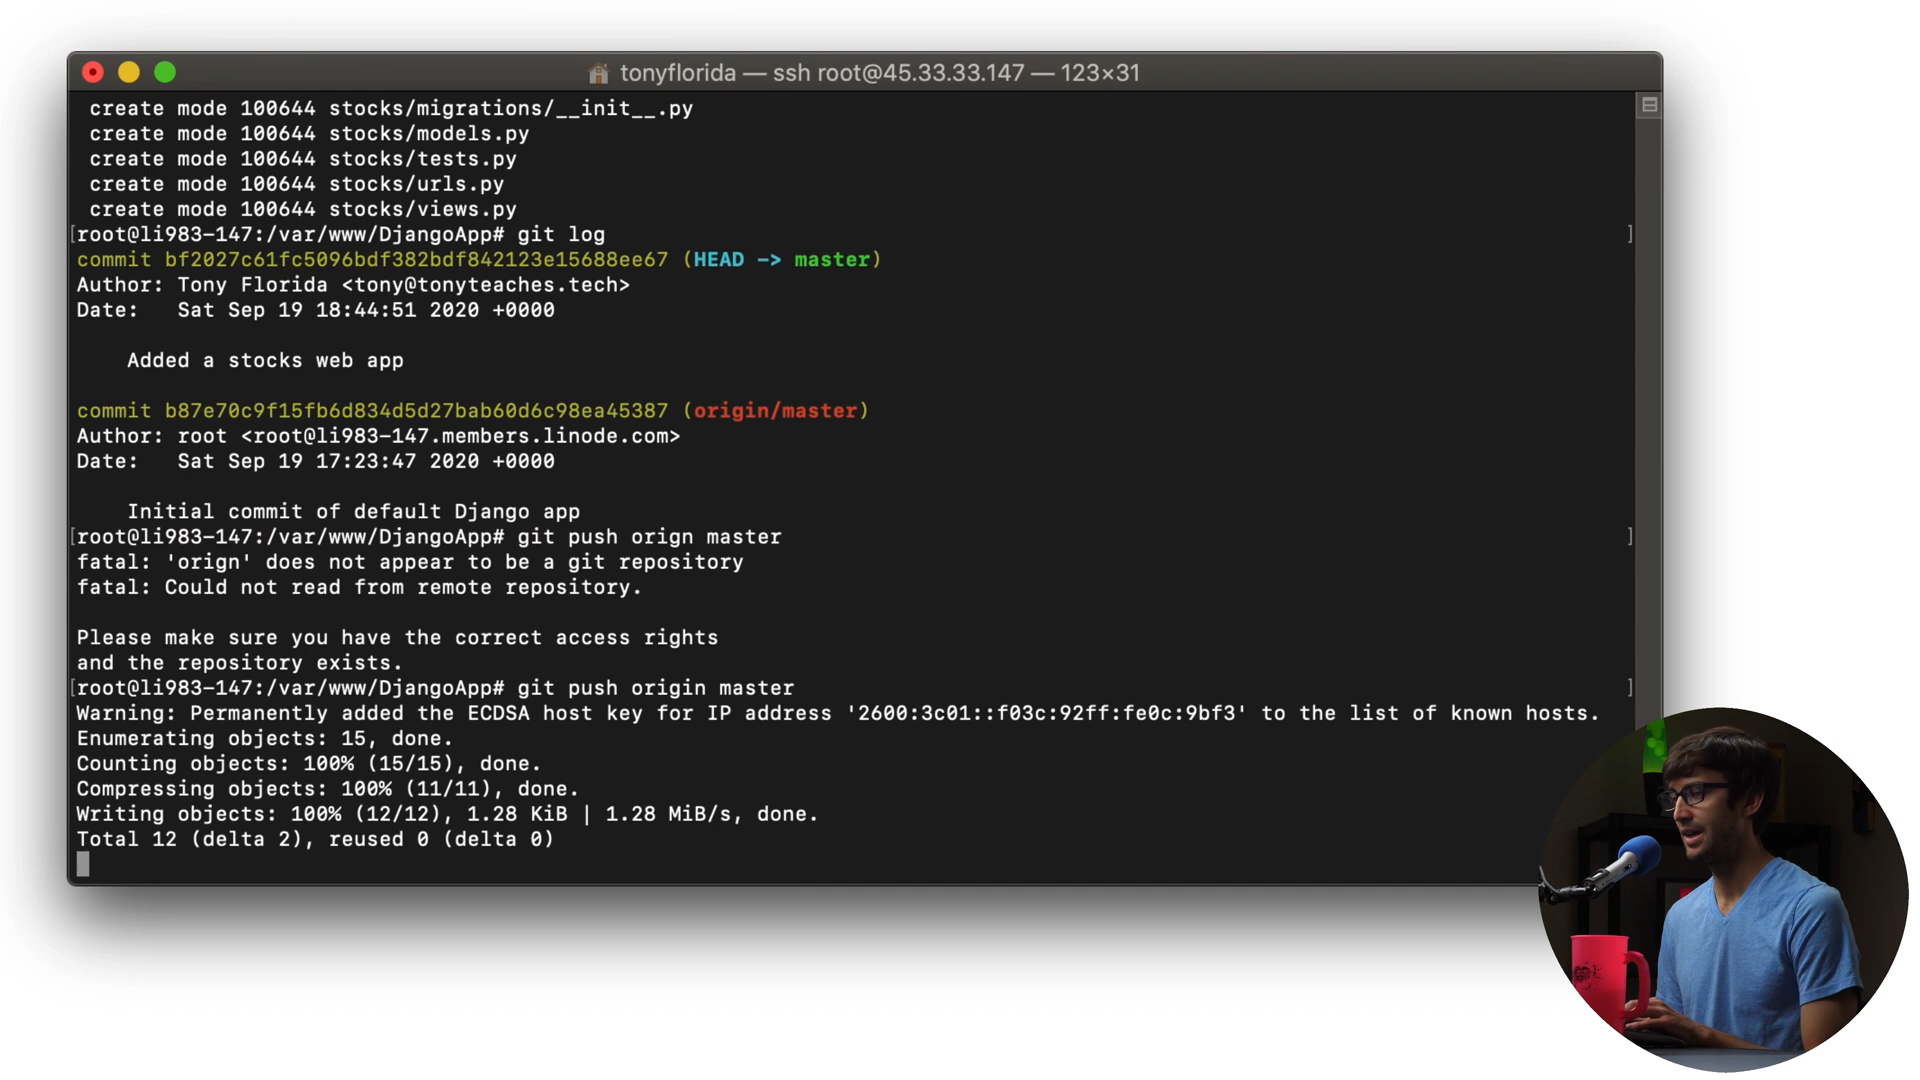 tonyflorida — ssh root@45.33.33.147 — 123×31
create mode 100644 stocks/migrations/__init__.py
create mode 100644 stocks/models.py
create mode 100644 stocks/tests.py
create mode 100644 stocks/urls.py
create mode 100644 stocks/views.py
[root@li983-147:/var/www/DjangoApp# git log ]
commit bf2027c61fc5096bdf382bdf842123e15688ee67 (HEAD -> master)
Author: Tony Florida <tony@tonyteaches.tech>
Date:   Sat Sep 19 18:44:51 2020 +0000
Added a stocks web app
commit b87e70c9f15fb6d834d5d27bab60d6c98ea45387 (origin/master)
Author: root <root@li983-147.members.linode.com>
Date:   Sat Sep 19 17:23:47 2020 +0000
Initial commit of default Django app
[root@li983-147:/var/www/DjangoApp# git push orign master ]
fatal: 'orign' does not appear to be a git repository
fatal: Could not read from remote repository.
Please make sure you have the correct access rights
and the repository exists.
[root@li983-147:/var/www/DjangoApp# git push origin master ]
Warning: Permanently added the ECDSA host key for IP address '2600:3c01::f03c:92ff:fe0c:9bf3' to the list of known hosts.
Enumerating objects: 15, done.
Counting objects: 100% (15/15), done.
Compressing objects: 100% (11/11), done.
Writing objects: 100% (12/12), 1.28 KiB | 1.28 MiB/s, done.
Total 12 (delta 2), reused 0 (delta 0)